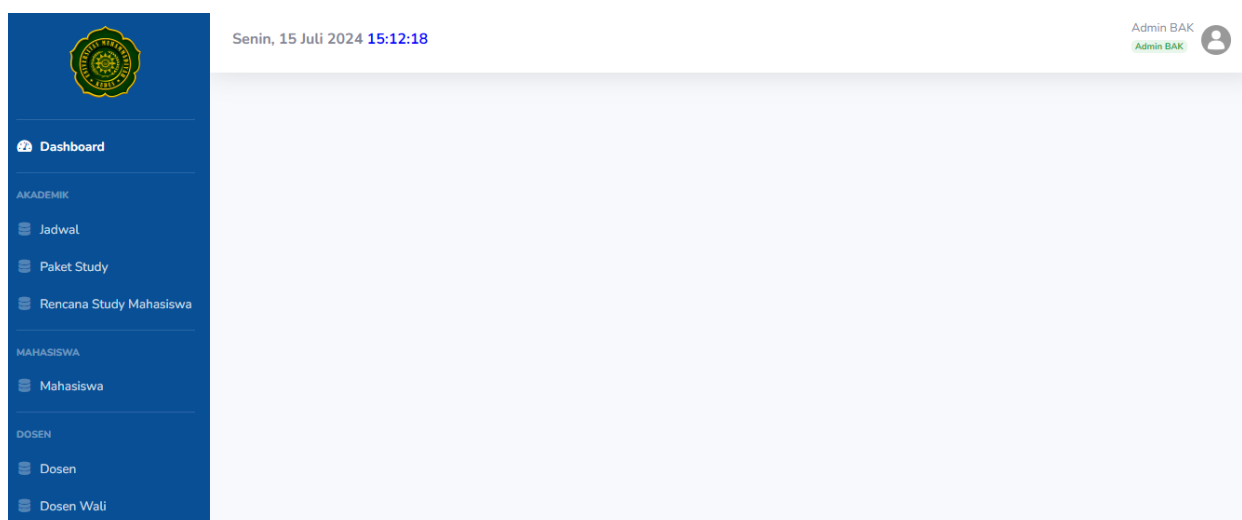 Senin, 15 Juli 2024 15:12:18
Admin BAK
Admin BAK
Dashboard
AKADEMIK
Jadwal
Paket Study
Rencana Study Mahasiswa
MAHASISWA
Mahasiswa
DOSEN
Dosen
Dosen Wali